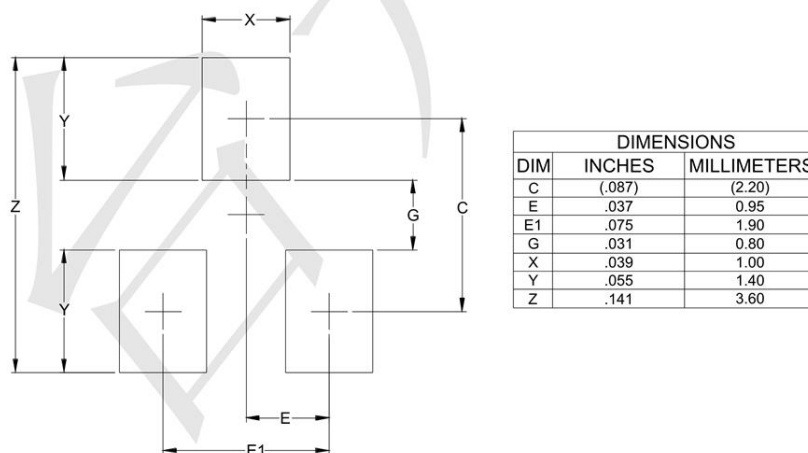 X
Y
Z
G
C
Y
E
E1
DIMENSIONS
DIM INCHES MILLIMETERS
C (.087) (2.20)
E .037 0.95
E1 .075 1.90
G .031 0.80
X .039 1.00
Y .055 1.40
Z .141 3.60